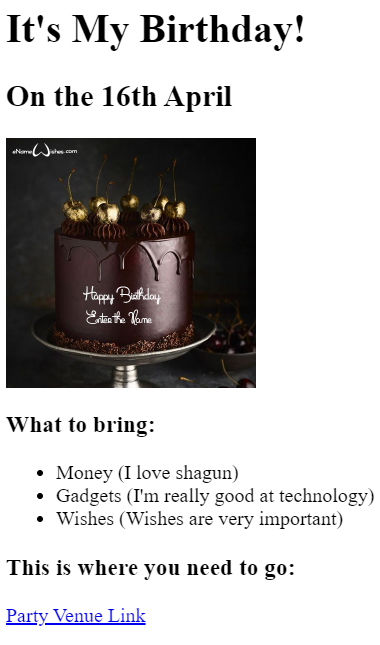 It's My Birthday!
On the 16th April
eNameWishes.com
Happy Birthday
Enter the Name
What to bring:
Money (I love shagun)
Gadgets (I'm really good at technology)
Wishes (Wishes are very important)
This is where you need to go:
Party Venue Link